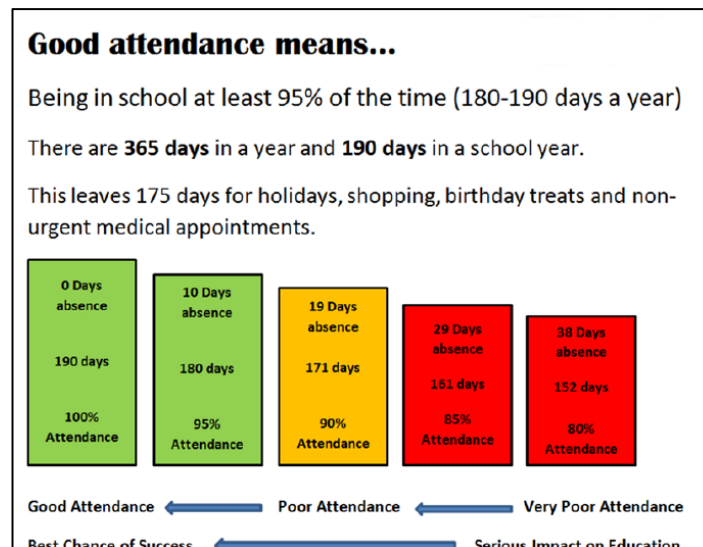 Good attendance means...
Being in school at least 95% of the time (180-190 days a year)
There are 365 days in a year and 190 days in a school year.
This leaves 175 days for holidays, shopping, birthday treats and non-
urgent medical appointments.
0 Days
absence
190 days
100%
Attendance
10 Days
absence
180 days
95%
Attendance
19 Days
absence
171 days
90%
Attendance
29 Days
absence
161 days
85%
Attendance
38 Days
absence
152 days
80%
Attendance
Good Attendance Poor Attendance Very Poor Attendance
Best Chance of Success Serious Impact on Education